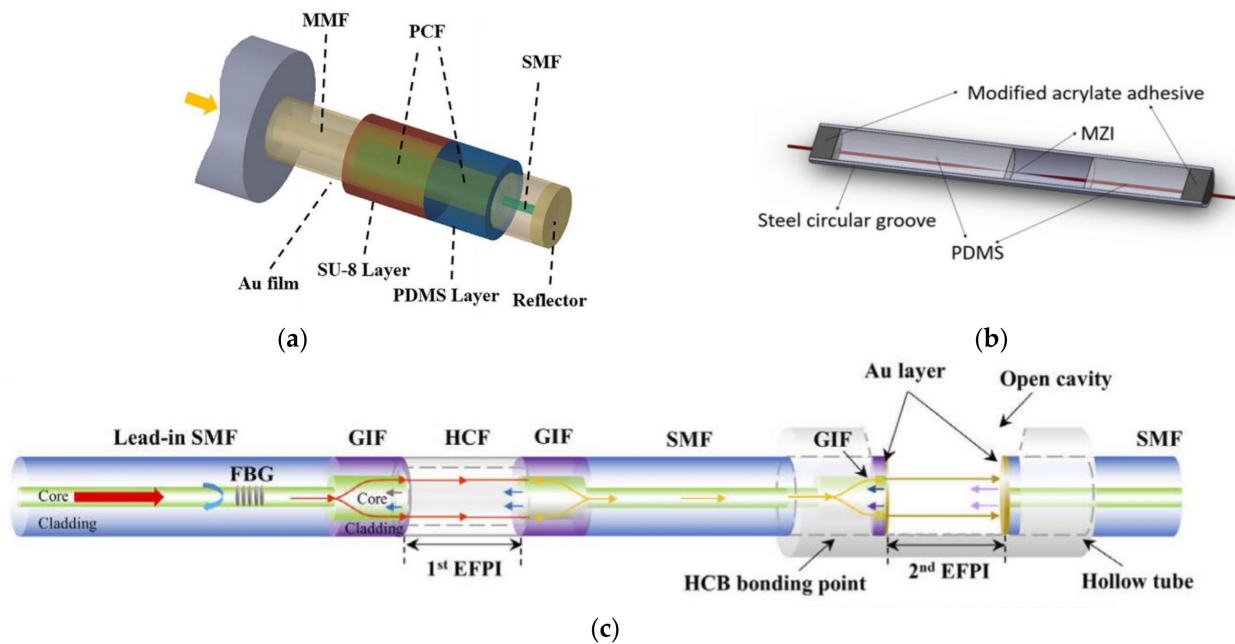 MMF
PCF
SMF
Au film
SU-8 Layer
PDMS Layer
Reflector
(a)
Modified acrylate adhesive
MZI
Steel circular groove
PDMS
(b)
Au layer
Open cavity
Lead-in SMF
GIF
HCF
GIF
SMF
GIF
SMF
FBG
Core
Core
Cladding
Cladding
1st EFPI
HCB bonding point
2nd EFPI
Hollow tube
(c)